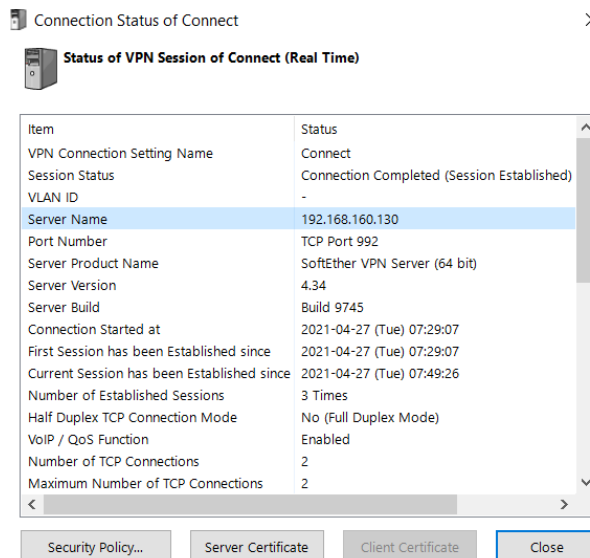 Connection Status of Connect
Status of VPN Session of Connect (Real Time)
Item Status
VPN Connection Setting Name Connect
Session Status Connection Completed (Session Established)
VLAN ID -
Server Name 192.168.160.130
Port Number TCP Port 992
Server Product Name SoftEther VPN Server (64 bit)
Server Version 4.34
Server Build Build 9745
Connection Started at 2021-04-27 (Tue) 07:29:07
First Session has been Established since 2021-04-27 (Tue) 07:29:07
Current Session has been Established since 2021-04-27 (Tue) 07:49:26
Number of Established Sessions 3 Times
Half Duplex TCP Connection Mode No (Full Duplex Mode)
VoIP / QoS Function Enabled
Number of TCP Connections 2
Maximum Number of TCP Connections 2
Security Policy... Server Certificate Client Certificate Close